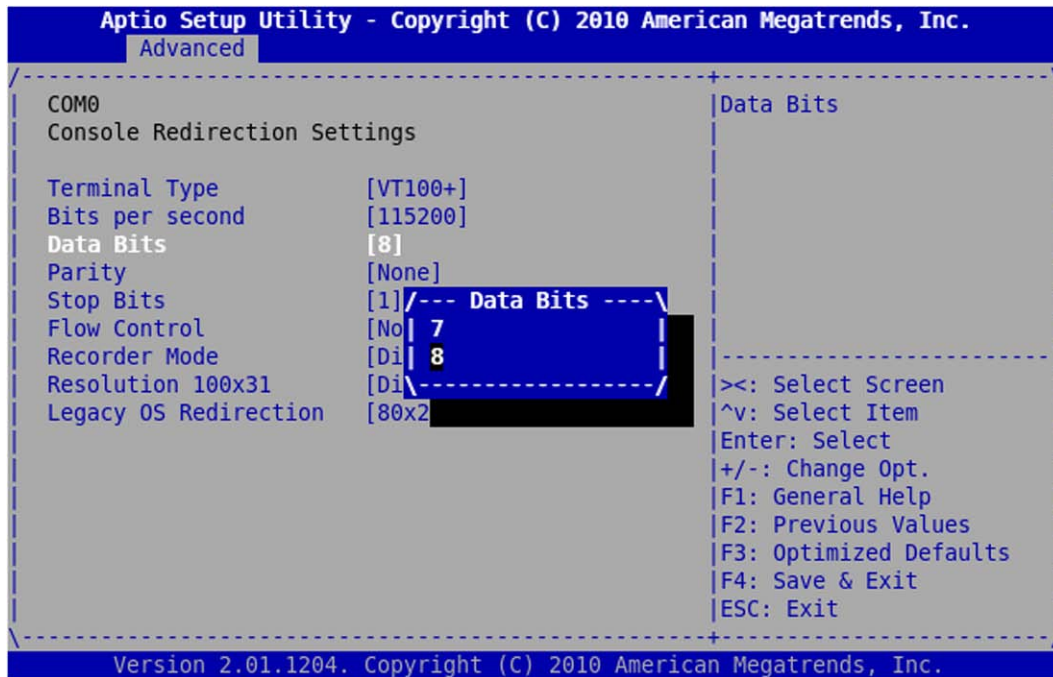 Aptio Setup Utility - Copyright (C) 2010 American Megatrends, Inc.
Advanced
COM0
Console Redirection Settings
Terminal Type [VT100+]
Bits per second [115200]
Data Bits [8]
Parity [None]
Stop Bits [1]
Flow Control [No
Recorder Mode [Di
Resolution 100x31 [Di
Legacy OS Redirection [80x2
/--- Data Bits ----\
7
8
Data Bits
><: Select Screen
^v: Select Item
Enter: Select
+/-: Change Opt.
F1: General Help
F2: Previous Values
F3: Optimized Defaults
F4: Save & Exit
ESC: Exit
Version 2.01.1204. Copyright (C) 2010 American Megatrends, Inc.